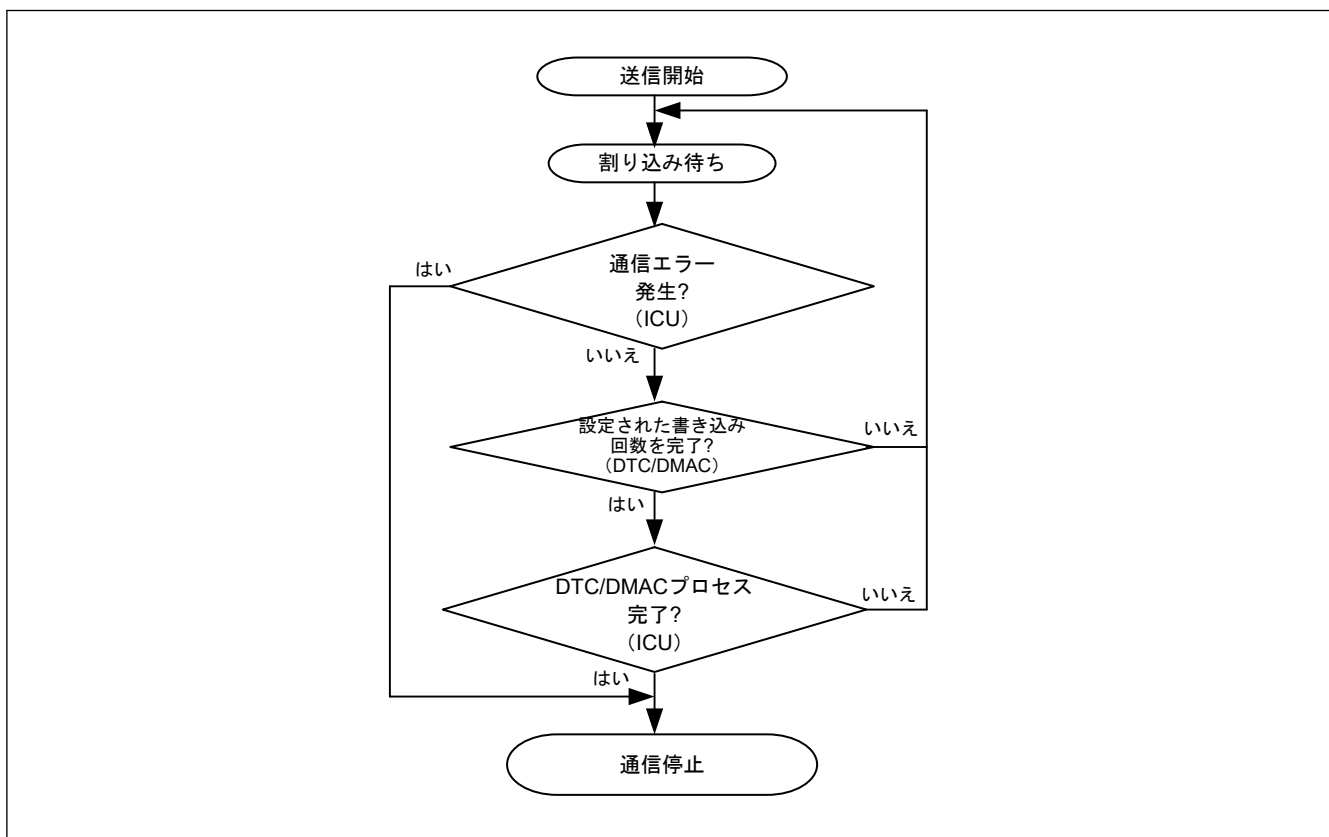 送信開始
割り込み待ち
はい
通信エラー
発生?
（ICU）
いいえ
設定された書き込み
回数を完了?
（DTC/DMAC）
いいえ
はい
DTC/DMACプロセス
完了?
（ICU）
いいえ
はい
通信停止